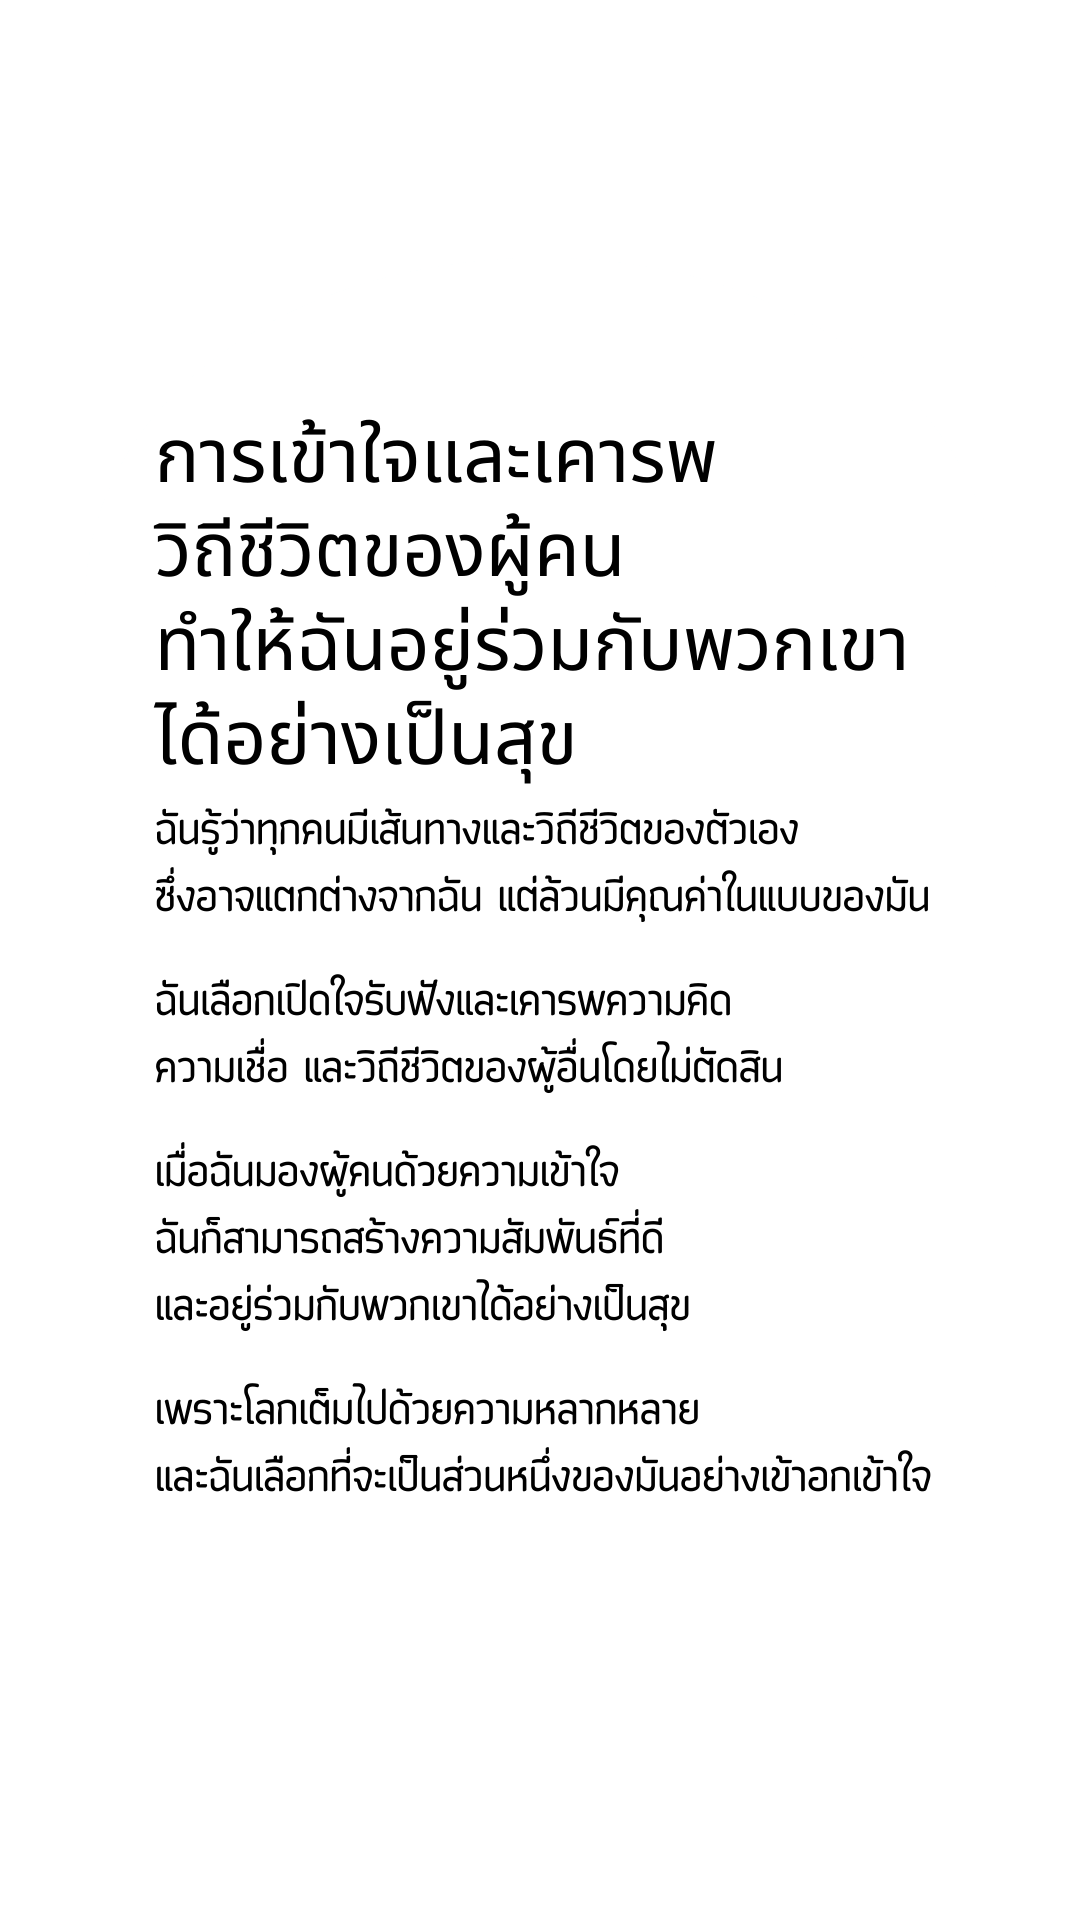 การเข้าใจและเคารพ
วิถีชีวิตของผู้คน
ทำให้ฉันอยู่ร่วมกับพวกเขา
ได้อย่างเป็นสุข
ฉันรู้ว่าทุกคนมีเส้นทางและวิถีชีวิตของตัวเอง
ซึ่งอาจแตกต่างจากฉัน แต่ล้วนมีคุณค่าในแบบของมัน
ฉันเลือกเปิดใจรับฟังและเคารพความคิด
ความเชื่อ และวิถีชีวิตของผู้อื่นโดยไม่ตัดสิน
เมื่อฉันมองผู้คนด้วยความเข้าใจ
ฉันก็สามารถสร้างความสัมพันธ์ที่ดี
และอยู่ร่วมกับพวกเขาได้อย่างเป็นสุข
เพราะโลกเต็มไปด้วยความหลากหลาย
และฉันเลือกที่จะเป็นส่วนหนึ่งของมันอย่างเข้าอกเข้าใจ